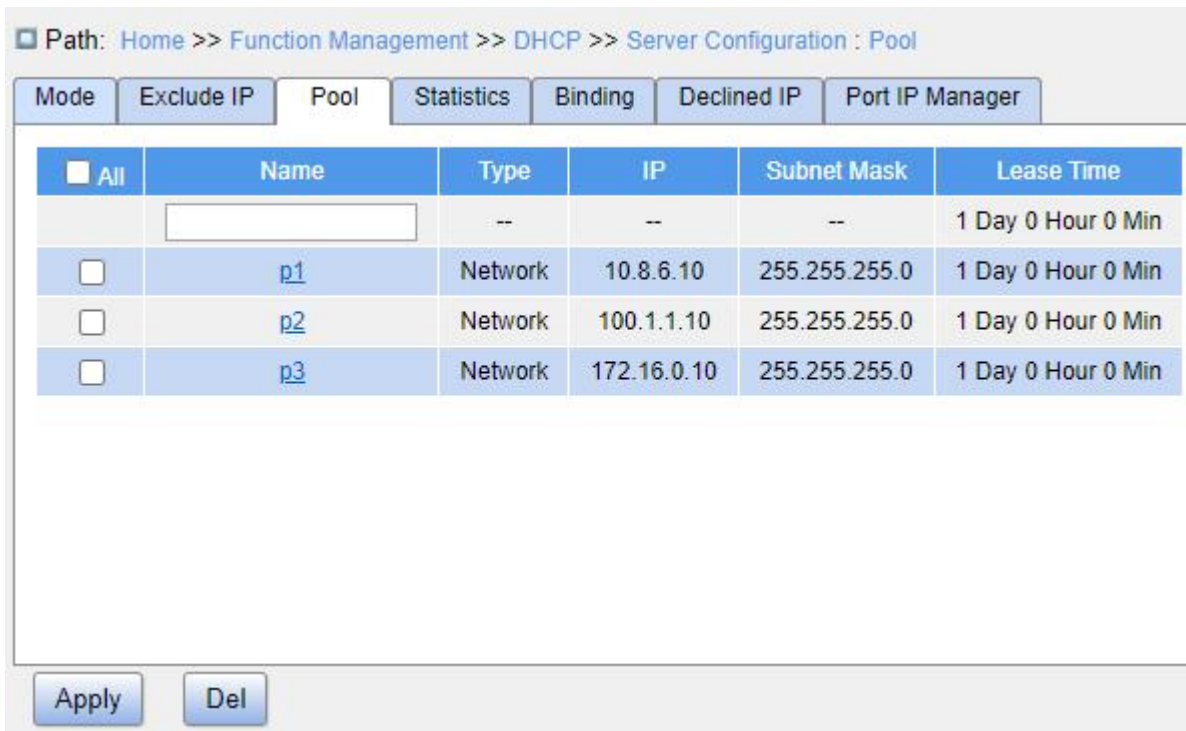 Path: Home >> Function Management >> DHCP >> Server Configuration : Pool
Mode Exclude IP Pool Statistics Binding Declined IP Port IP Manager
All Name Type IP Subnet Mask Lease Time
-- -- -- 1 Day 0 Hour 0 Min
p1 Network 10.8.6.10 255.255.255.0 1 Day 0 Hour 0 Min
p2 Network 100.1.1.10 255.255.255.0 1 Day 0 Hour 0 Min
p3 Network 172.16.0.10 255.255.255.0 1 Day 0 Hour 0 Min
Apply Del